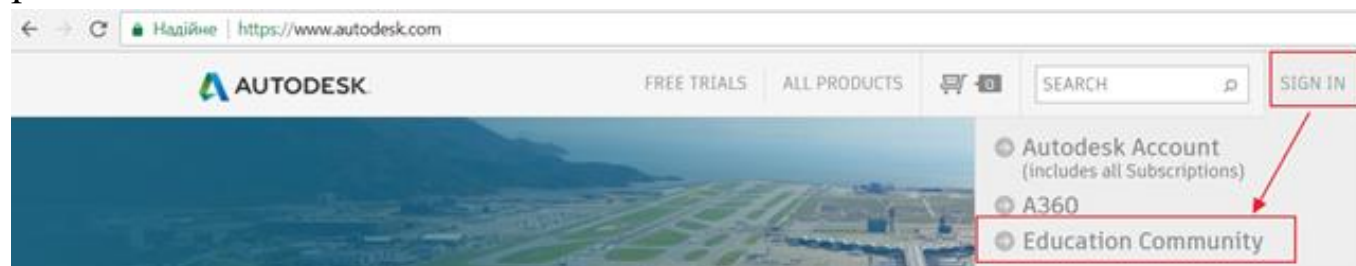 Надійне | https://www.autodesk.com
AUTODESK. FREE TRIALS ALL PRODUCTS 0 SEARCH SIGN IN
Autodesk Account
(includes all Subscriptions)
A360
Education Community